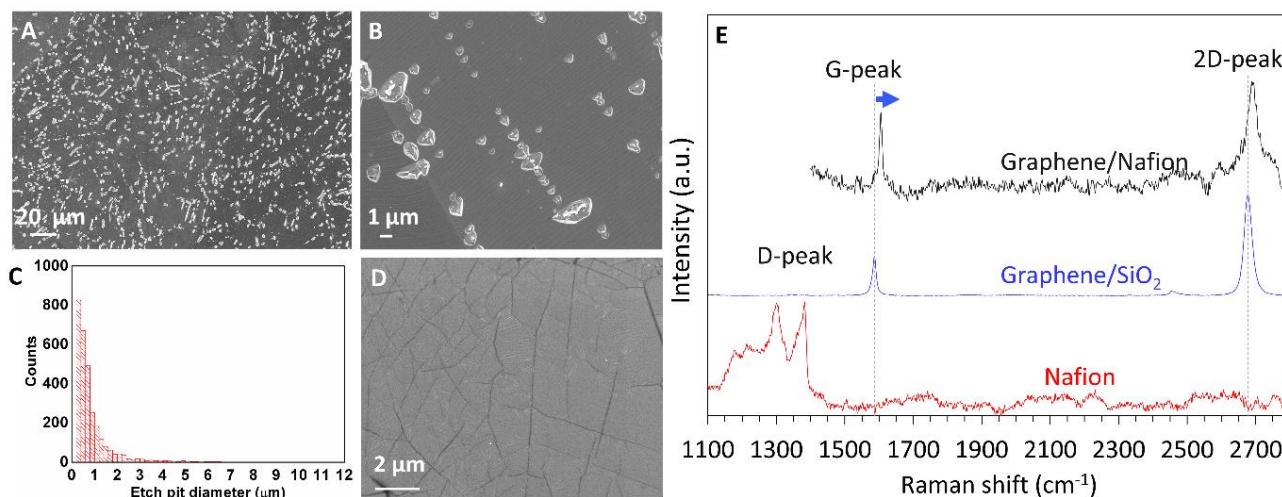 A
20 μm
B
1 μm
C
1000
800
600
400
200
0
Counts
0 1 2 3 4 5 6 7 8 9 10 11 12
Etch pit diameter (μm)
D
2 μm
E
G-peak
2D-peak
Graphene/Nafion
D-peak
Graphene/SiO₂
Nafion
Intensity (a.u.)
1100 1300 1500 1700 1900 2100 2300 2500 2700
Raman shift (cm⁻¹)